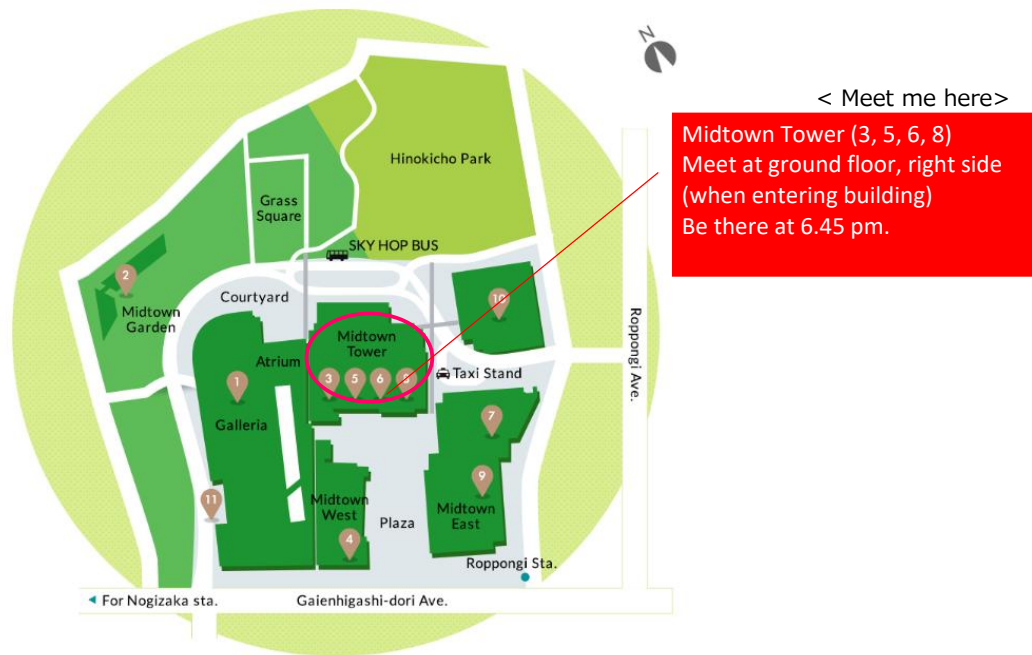 N
< Meet me here>
Midtown Tower (3, 5, 6, 8)
Meet at ground floor, right side
(when entering building)
Be there at 6.45 pm.
Hinokicho Park
Grass
Square
SKY HOP BUS
2
Midtown
Garden
Courtyard
10
Roppongi Ave.
Midtown
Tower
Atrium
3 5 6 8
Taxi Stand
1
Galleria
7
9
Midtown
East
11
Midtown
West
4
Plaza
Roppongi Sta.
For Nogizaka sta.
Gaienhigashi-dori Ave.